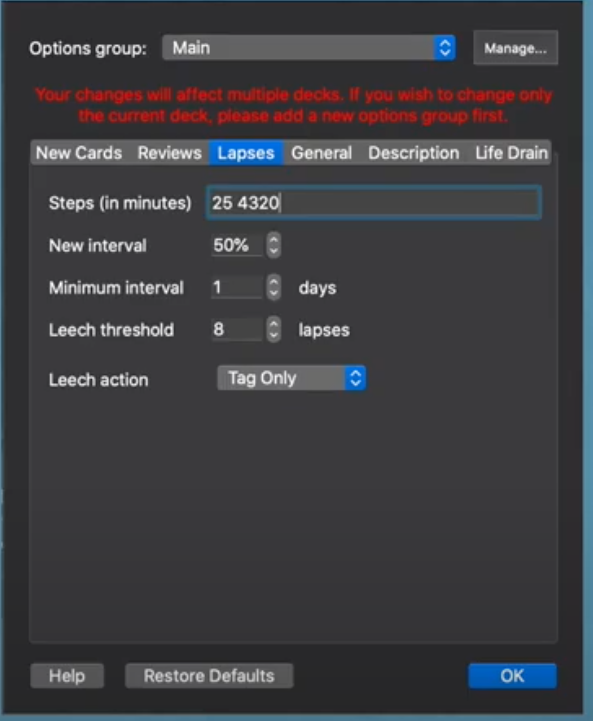 Options group: Main Manage...
Your changes will affect multiple decks. If you wish to change only
the current deck, please add a new options group first.
New Cards Reviews Lapses General Description Life Drain
Steps (in minutes) 25 4320
New interval 50%
Minimum interval 1 days
Leech threshold 8 lapses
Leech action Tag Only
Help Restore Defaults OK